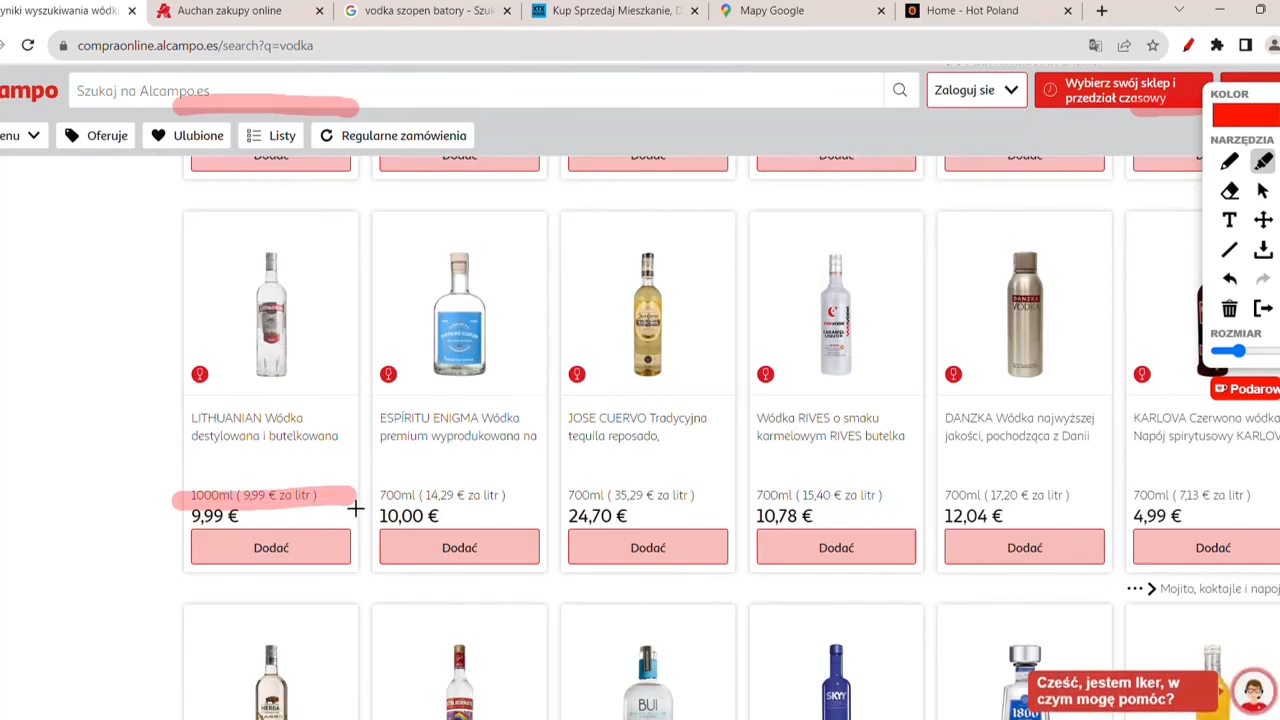 yniki wyszukiwania wódki
Auchan zakupy online
vodka szopen batory - Szuk
Kup Sprzedaj Mieszkanie, D
Mapy Google
Home - Hot Poland
compraonline.alcampo.es/search?q=vodka
campo
Szukaj na Alcampo.es
Zaloguj sie
Wybierz swój sklep i
przedział czasowy
KOLOR
enu
Oferuje
Ulubione
Listy
Regularne zamówienia
NARZĘDZIA
Dodać
Dodać
Dodać
Dodać
Dodać
ROZMIAR
Podarow
LITHUANIAN Wódka
destylowana i butelkowana
1000ml ( 9,99 € za litr )
9,99 €
Dodać
ESPÍRITU ENIGMA Wódka
premium wyprodukowana na
700ml ( 14,29 € za litr )
10,00 €
Dodać
JOSE CUERVO Tradycyjna
tequila reposado,
700ml ( 35,29 € za litr )
24,70 €
Dodać
Wódka RIVES o smaku
karmelowym RIVES butelka
700ml ( 15,40 € za litr )
10,78 €
Dodać
DANZKA
VODKA
DANZKA Wódka najwyższej
jakości, pochodząca z Danii
700ml ( 17,20 € za litr )
12,04 €
Dodać
KARLOVA Czerwona wódka
Napój spirytusowy KARLOV
700ml ( 7,13 € za litr )
4,99 €
Dodać
Mojito, koktajle i napoj
BUI
SKYY
1800
Cześć, jestem Iker, w
czym mogę pomóc?